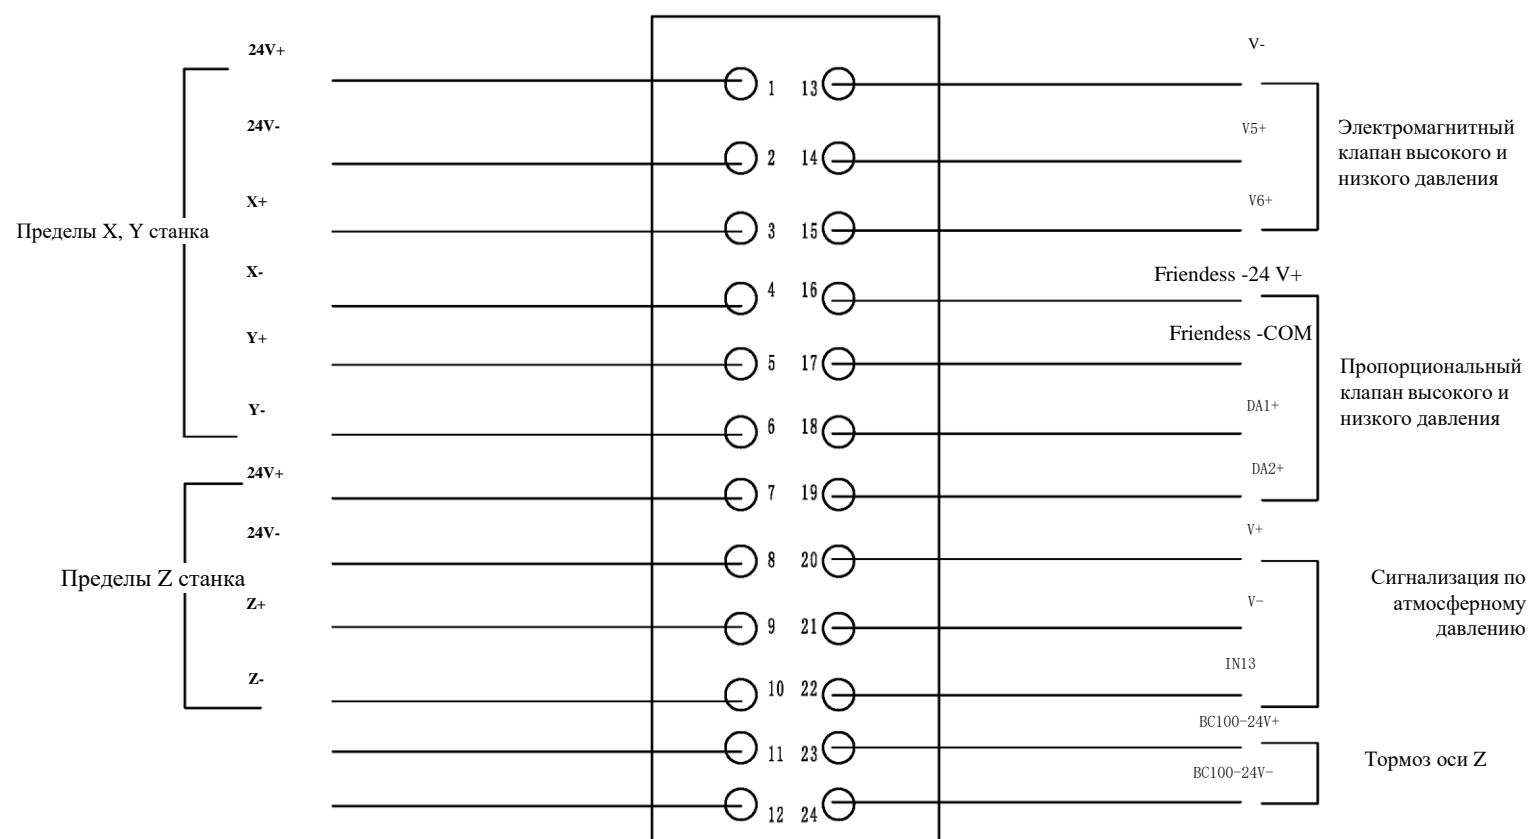 24V+
24V-
X+
Пределы X, Y станка
X-
Y+
Y-
24V+
24V-
Пределы Z станка
Z+
Z-
1 13
2 14
3 15
4 16
5 17
6 18
7 19
8 20
9 21
10 22
11 23
12 24
V-
V5+
V6+
Электромагнитный
клапан высокого и
низкого давления
Friendess -24 V+
Friendess -COM
DA1+
DA2+
Пропорциональный
клапан высокого и
низкого давления
V+
V-
IN13
Сигнализация по
атмосферному
давлению
BC100-24V+
BC100-24V-
Тормоз оси Z